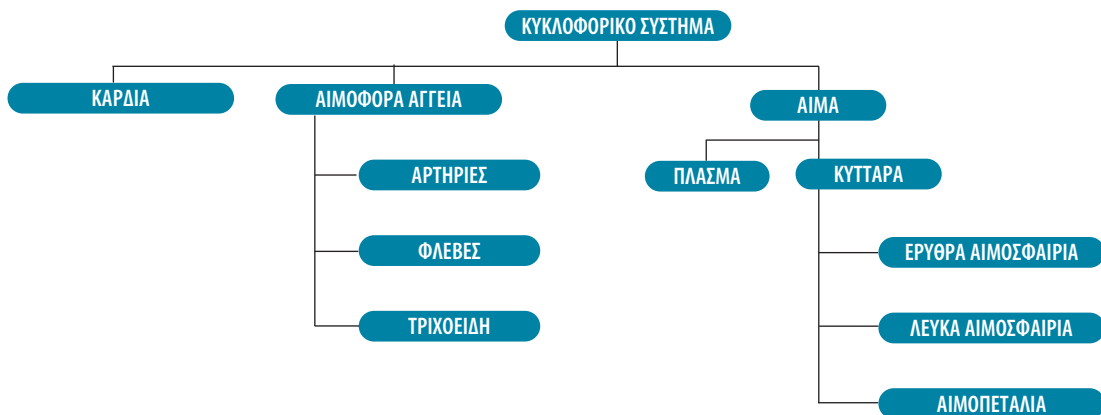 ΚΥΚΛΟΦΟΡΙΚΟ ΣΥΣΤΗΜΑ
ΚΑΡΔΙΑ
ΑΙΜΟΦΟΡΑ ΑΓΓΕΙΑ
ΑΙΜΑ
ΑΡΤΗΡΙΕΣ
ΦΛΕΒΕΣ
ΤΡΙΧΟΕΙΔΗ
ΠΛΑΣΜΑ
ΚΥΤΤΑΡΑ
ΕΡΥΘΡΑ ΑΙΜΟΣΦΑΙΡΙΑ
ΛΕΥΚΑ ΑΙΜΟΣΦΑΙΡΙΑ
ΑΙΜΟΠΕΤΑΛΙΑ